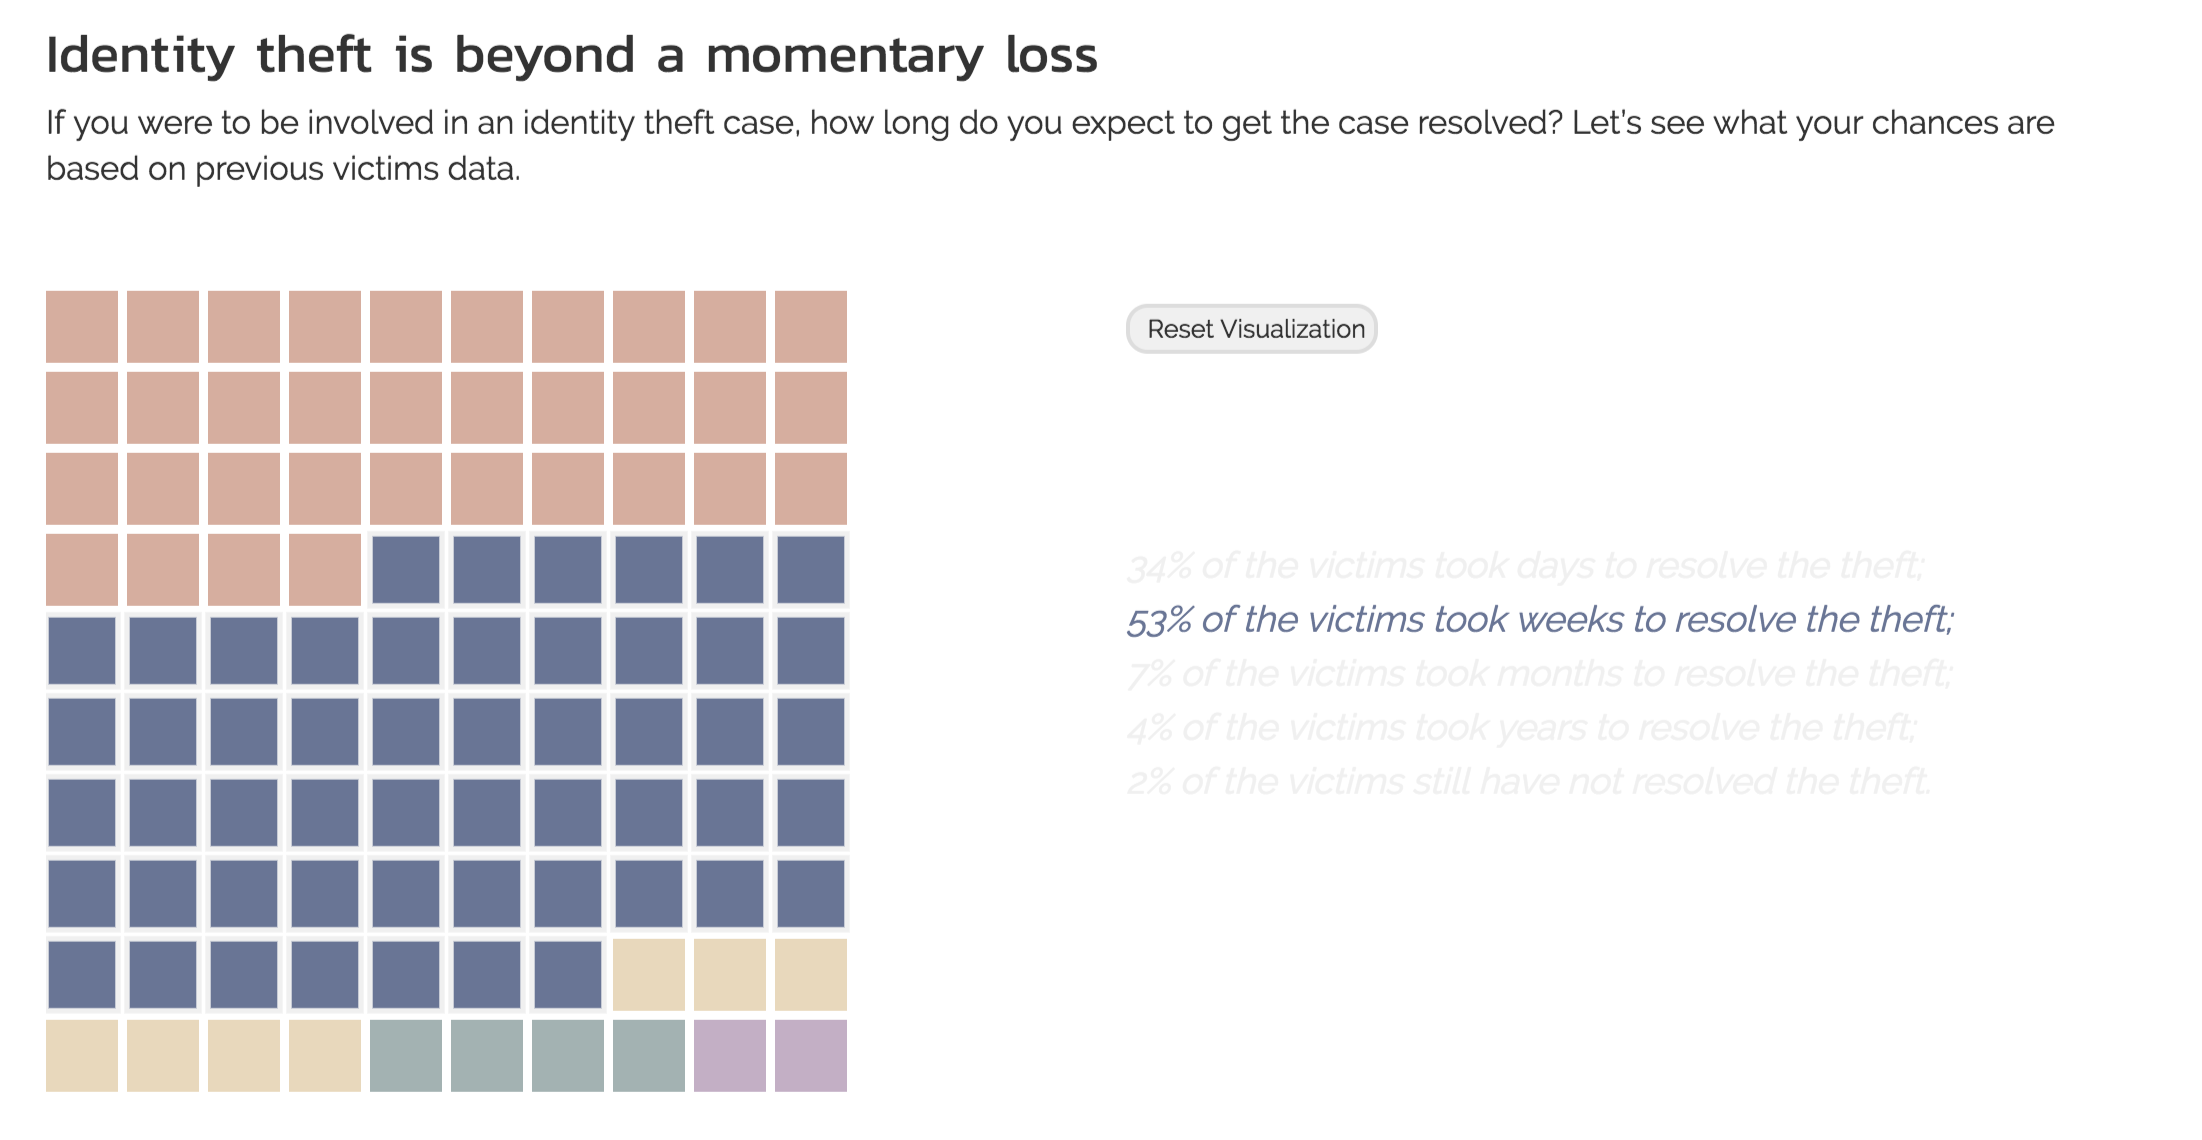 Identity theft is beyond a momentary loss
If you were to be involved in an identity theft case, how long do you expect to get the case resolved? Let's see what your chances are
based on previous victims data.
Reset Visualization
34% of the victims took days to resolve the theft;
53% of the victims took weeks to resolve the theft;
7% of the victims took months to resolve the theft;
4% of the victims took years to resolve the theft;
2% of the victims still have not resolved the theft.